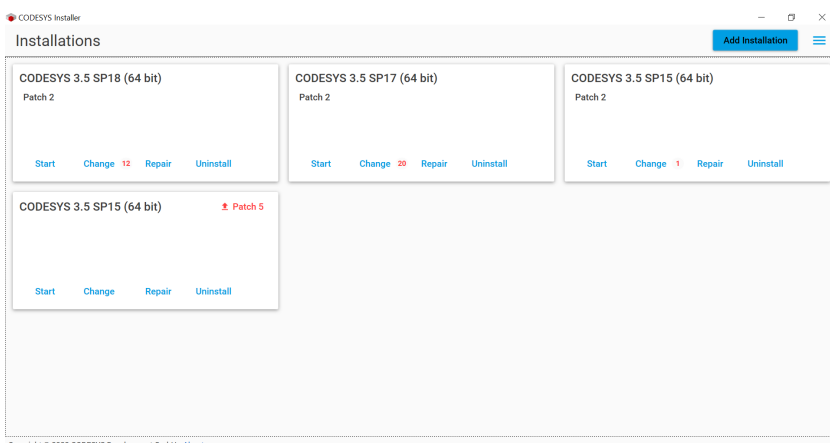 CODESYS Installer
Installations
Add Installation
CODESYS 3.5 SP18 (64 bit)
Patch 2
Start Change 12 Repair Uninstall
CODESYS 3.5 SP17 (64 bit)
Patch 2
Start Change 20 Repair Uninstall
CODESYS 3.5 SP15 (64 bit)
Patch 2
Start Change 1 Repair Uninstall
CODESYS 3.5 SP15 (64 bit)
Patch 5
Start Change Repair Uninstall